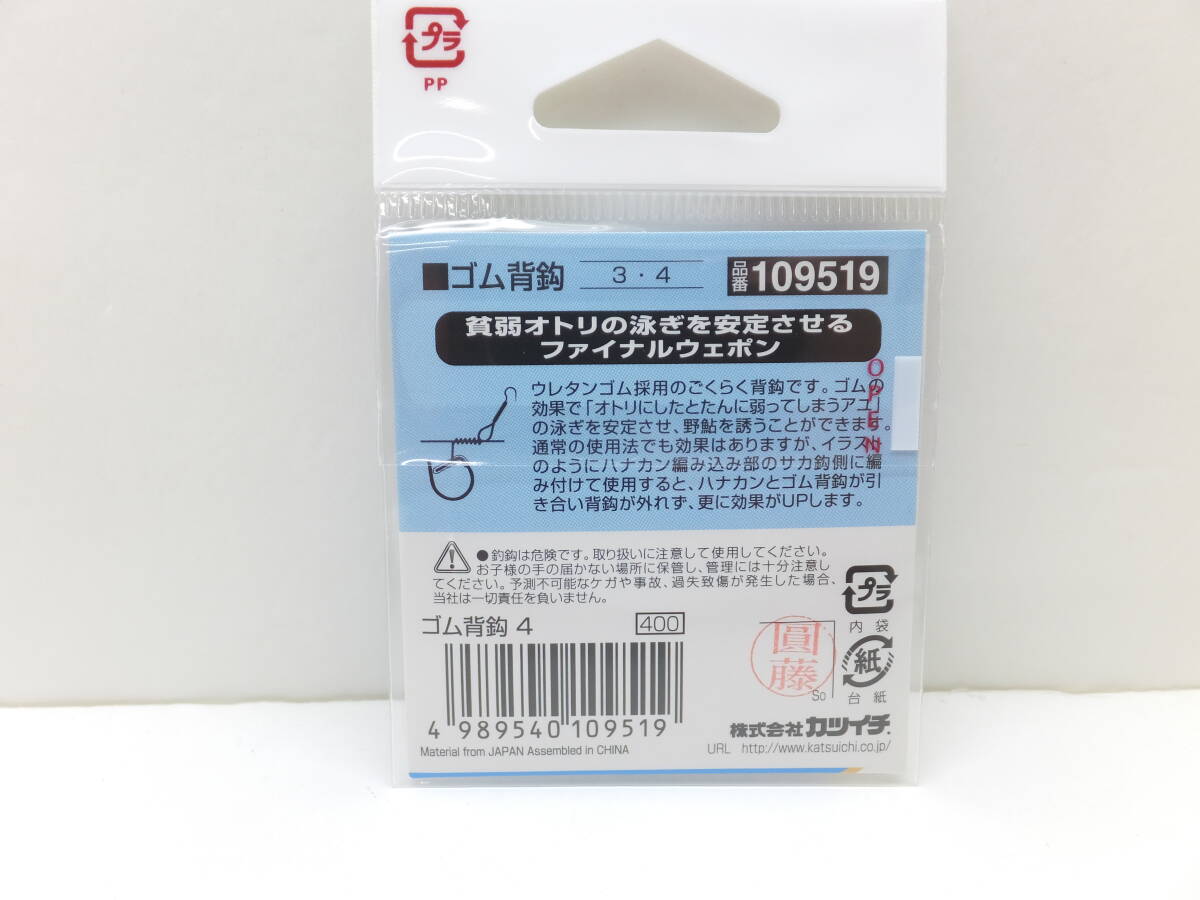 プラ
PP
■ゴム背鈎
3・4
品番 109519
貧弱オトリの泳ぎを安定させる
ファイナルウェポン
OPEN
ウレタンゴム採用のごくらく背鈎です。ゴムの
効果で「オトリにしたとたんに弱ってしまうアユ」
の泳ぎを安定させ、野鮎を誘うことができます。
通常の使用法でも効果はありますが、イラスト
のようにハナカン編み込み部のサカ鈎側に編
み付けて使用すると、ハナカンとゴム背鈎が引
き合い背鈎が外れず、更に効果がUPします。
●釣鈎は危険です。取り扱いに注意して使用してください。
お子様の手の届かない場所に保管し、管理には十分注意し
てください。予測不可能なケガや事故、過失致傷が発生した場合、
当社は一切責任を負いません。
ゴム背鈎 4
400
4 989540 109519
Material from JAPAN Assembled in CHINA
圓藤
So
プラ
内 袋
紙
台 紙
株式会社 カツイチ.
URL http://www.katsuichi.co.jp/